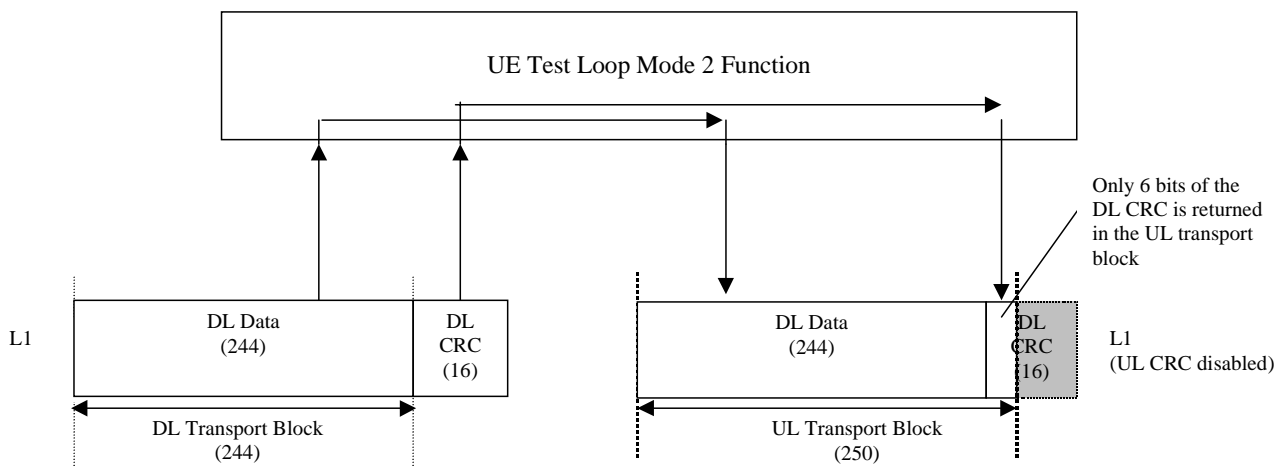 UE Test Loop Mode 2 Function
Only 6 bits of the
DL CRC is returned
in the UL transport
block
L1
DL Data
(244)
DL
CRC
(16)
DL Data
(244)
DL
CRC
(16)
L1
(UL CRC disabled)
DL Transport Block
(244)
UL Transport Block
(250)